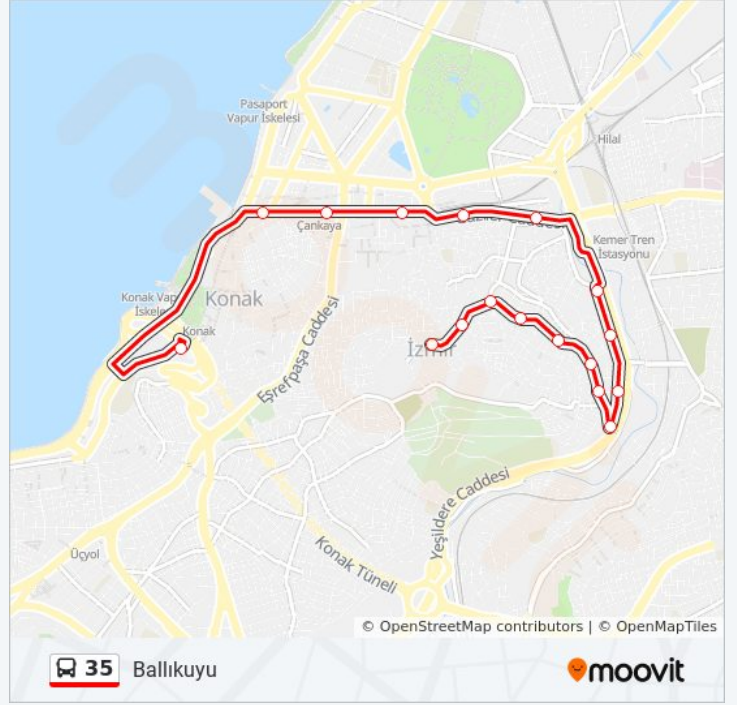 Pasaport
Vapur İskelesi
Hilal
Çankaya
Caddesi
Kemer Tren
İstasyonu
Konak Vap
İskele
Konak
Konak
İzmir
Eşrefpaşa Caddesi
Yeşildere Caddesi
Üçyol
Konak Tüneli
© OpenStreetMap contributors | © OpenMapTiles
35 Ballıkuyu
moovit